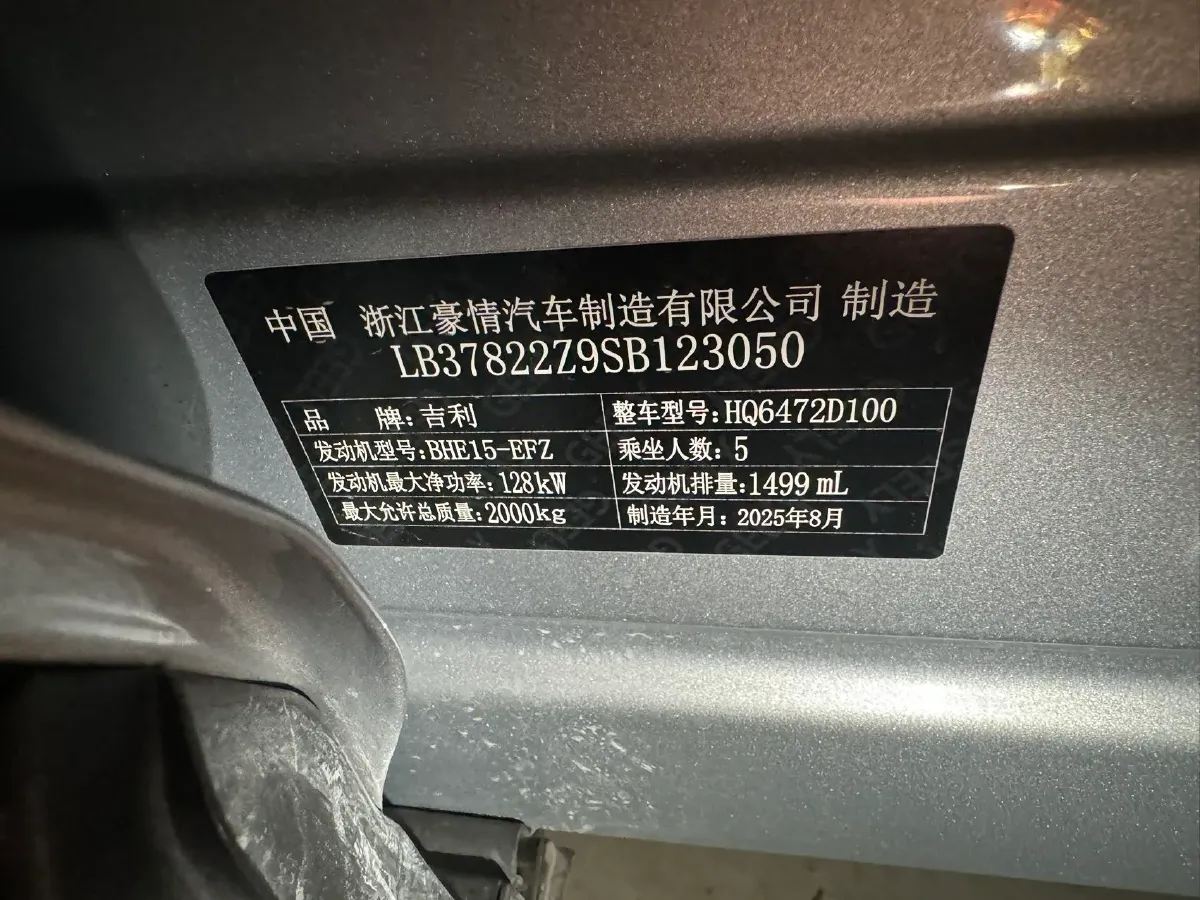 中国 浙江豪情汽车制造有限公司 制造
LB37822Z9SB123050
品 牌:吉利 整车型号:HQ6472D100
发动机型号:BHE15-EFZ 乘坐人数:5
发动机最大净功率:128kW 发动机排量:1499mL
最大允许总质量:2000kg 制造年月:2025年8月